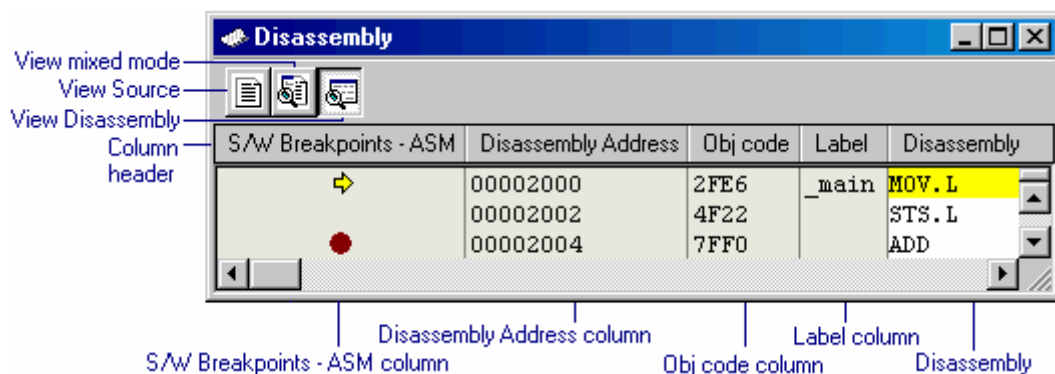 Disassembly
View mixed mode
View Source
View Disassembly
Column header
S/W Breakpoints - ASM Disassembly Address Obj code Label Disassembly
00002000 2FE6 _main MOV.L
00002002 4F22 STS.L
00002004 7FF0 ADD
Disassembly Address column
Label column
S/W Breakpoints - ASM column
Obj code column
Disassembly